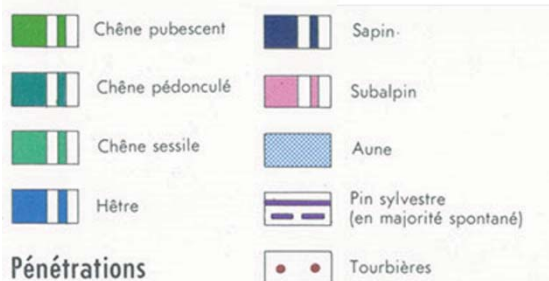 Chêne pubescent
Chêne pédonculé
Chêne sessile
Hêtre
Pénétrations
Sapin
Subalpin
Aune
Pin sylvestre
(en majorité spontané)
Tourbières